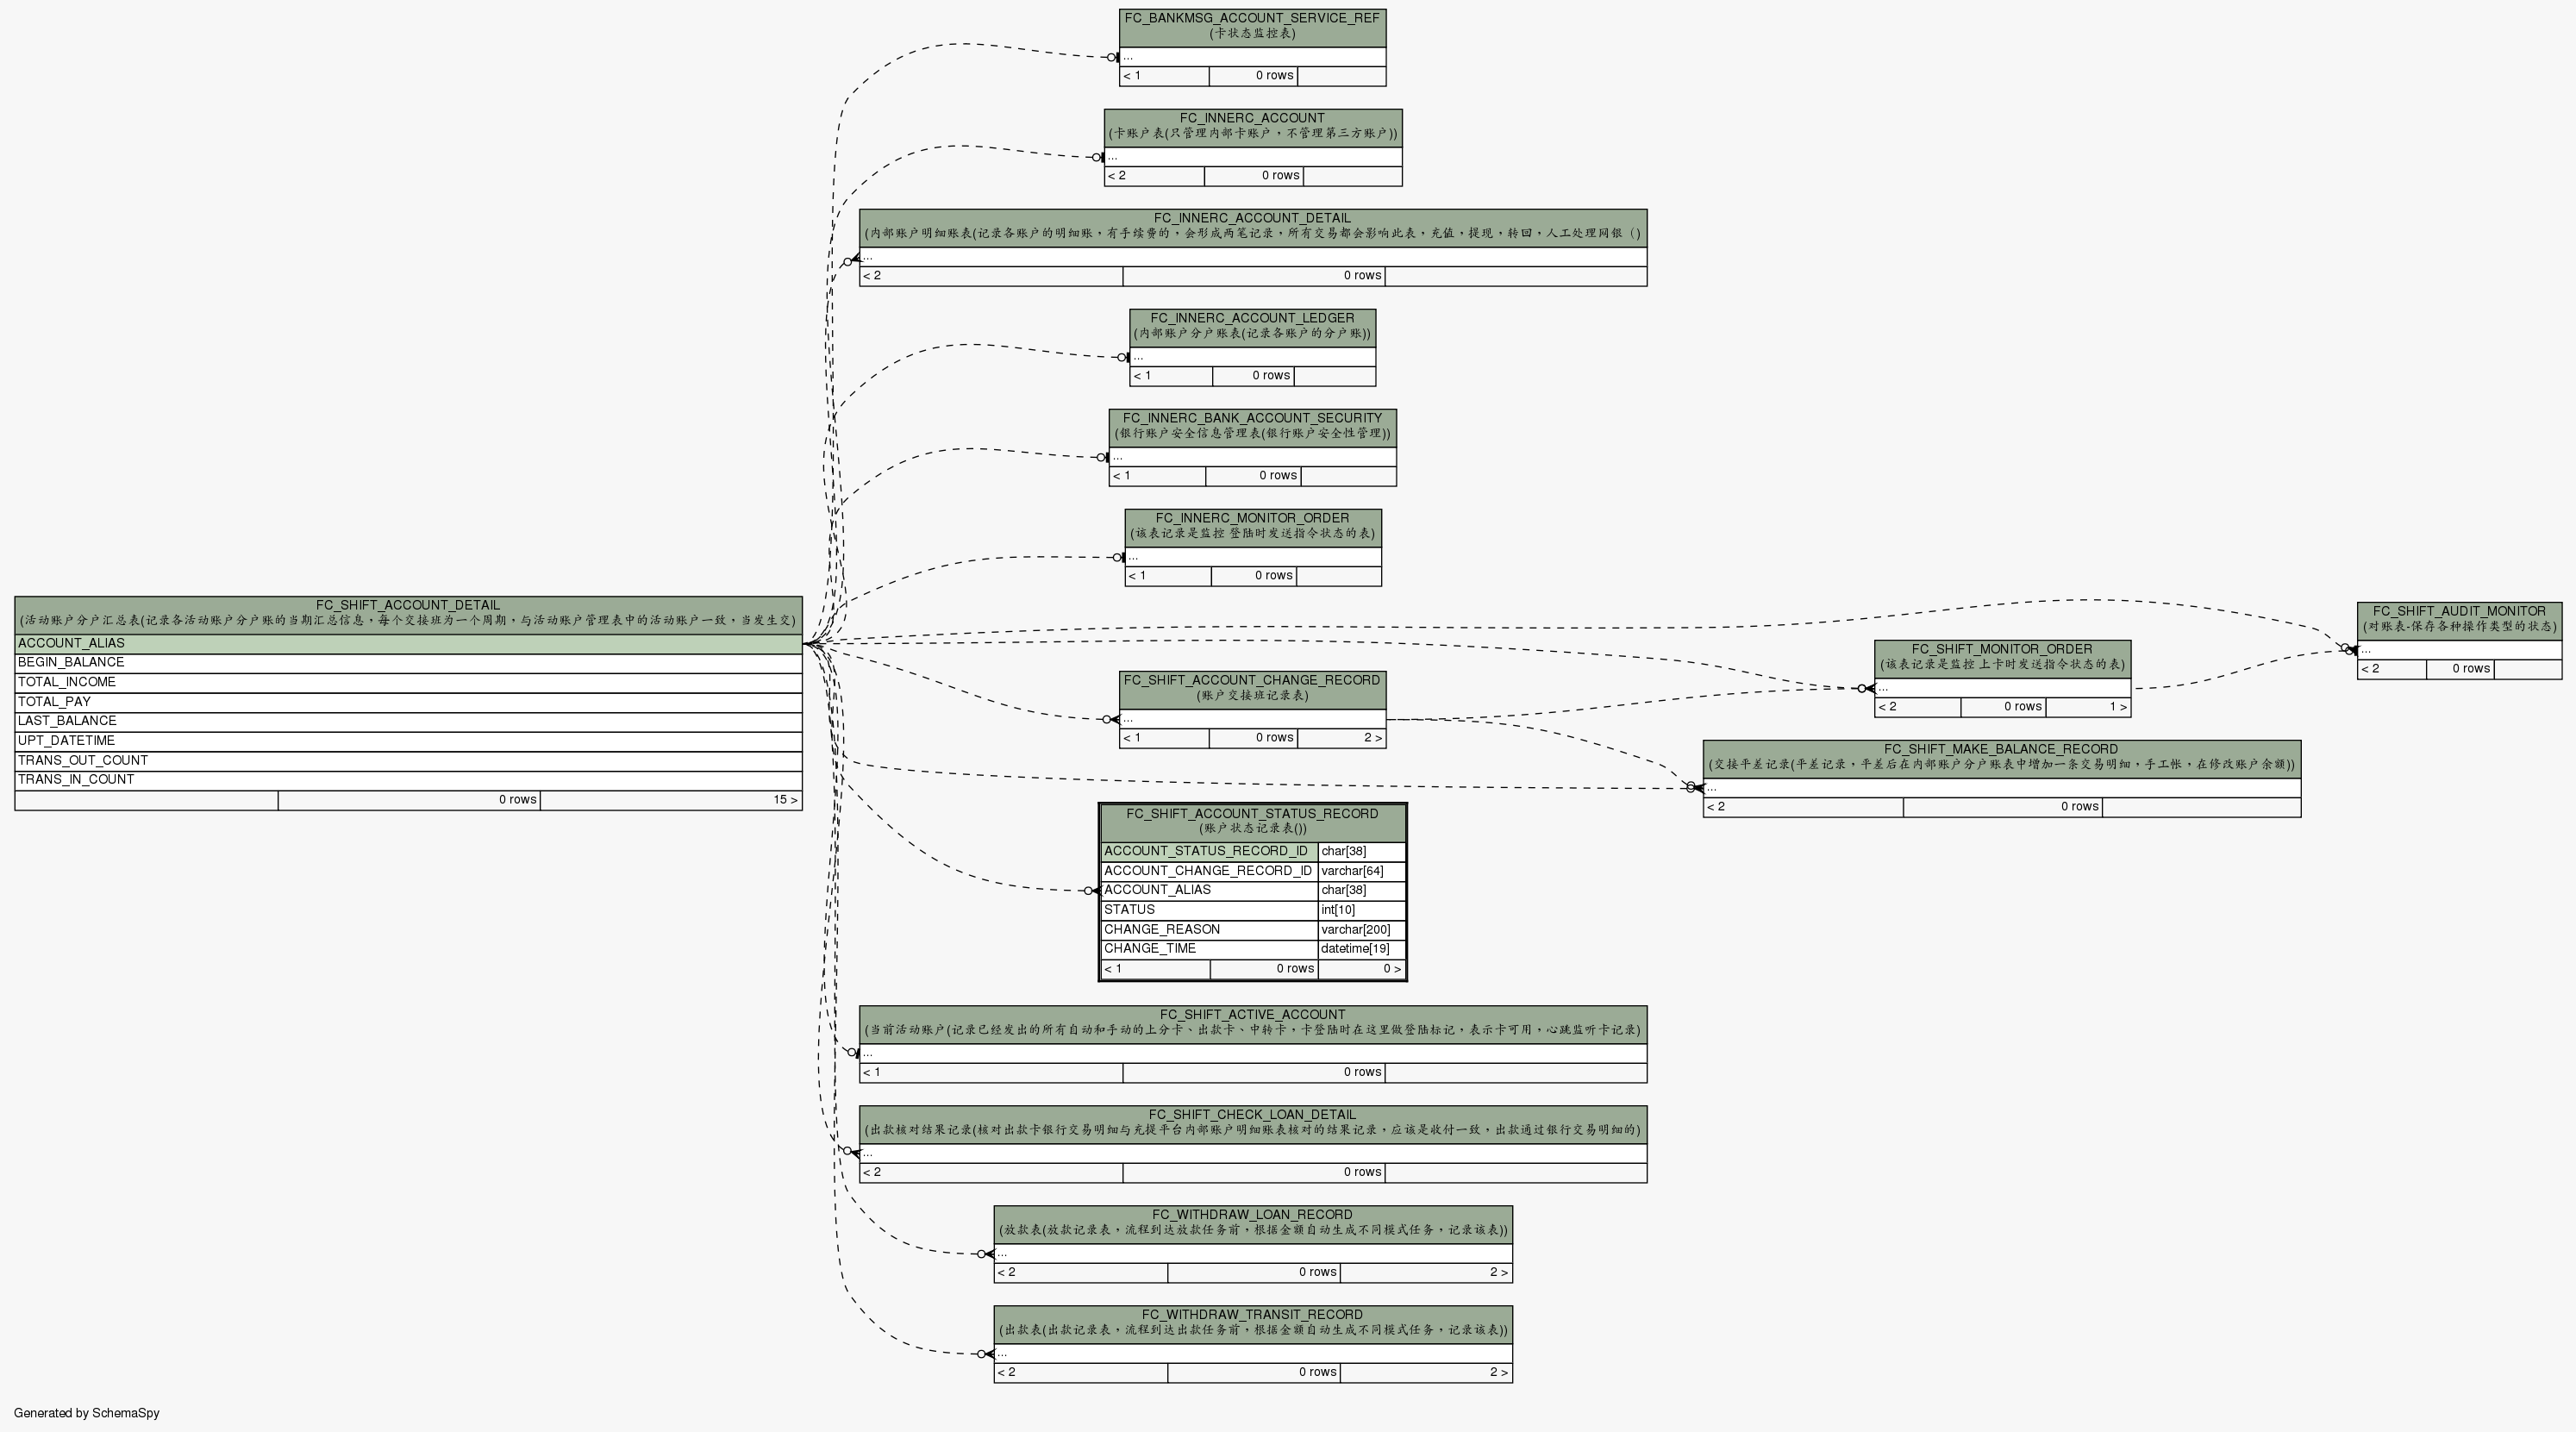 FC_BANKMSG_ACCOUNT_SERVICE_REF
(卡状态监控表)
...
< 1 0 rows
FC_INNERC_ACCOUNT
(卡账户表(只管理内部卡账户，不管理第三方账户))
...
< 2 0 rows
FC_INNERC_ACCOUNT_DETAIL
(内部账户明细账表(记录各账户的明细账，有手续费的，会形成两笔记录，所有交易都会影响此表，充值，提现，转回，人工处理网银（)
...
< 2 0 rows
FC_INNERC_ACCOUNT_LEDGER
(内部账户分户账表(记录各账户的分户账))
...
< 1 0 rows
FC_INNERC_BANK_ACCOUNT_SECURITY
(银行账户安全信息管理表(银行账户安全性管理))
...
< 1 0 rows
FC_INNERC_MONITOR_ORDER
(该表记录是监控 登陆时发送指令状态的表)
...
< 1 0 rows
FC_SHIFT_ACCOUNT_DETAIL
(活动账户分户汇总表(记录各活动账户分户账的当期汇总信息，每个交接班为一个周期，与活动账户管理表中的活动账户一致，当发生交)
ACCOUNT_ALIAS
BEGIN_BALANCE
TOTAL_INCOME
TOTAL_PAY
LAST_BALANCE
UPT_DATETIME
TRANS_OUT_COUNT
TRANS_IN_COUNT
0 rows 15 >
FC_SHIFT_AUDIT_MONITOR
(对账表-保存各种操作类型的状态)
...
< 2 0 rows
FC_SHIFT_MONITOR_ORDER
(该表记录是监控 上卡时发送指令状态的表)
...
< 2 0 rows 1 >
FC_SHIFT_ACCOUNT_CHANGE_RECORD
(账户交接班记录表)
...
< 1 0 rows 2 >
FC_SHIFT_MAKE_BALANCE_RECORD
(交接平差记录(平差记录，平差后在内部账户分户账表中增加一条交易明细，手工帐，在修改账户余额))
...
< 2 0 rows
FC_SHIFT_ACCOUNT_STATUS_RECORD
(账户状态记录表())
ACCOUNT_STATUS_RECORD_ID char[38]
ACCOUNT_CHANGE_RECORD_ID varchar[64]
ACCOUNT_ALIAS char[38]
STATUS int[10]
CHANGE_REASON varchar[200]
CHANGE_TIME datetime[19]
< 1 0 rows 0 >
FC_SHIFT_ACTIVE_ACCOUNT
(当前活动账户(记录已经发出的所有自动和手动的上分卡、出款卡、中转卡，卡登陆时在这里做登陆标记，表示卡可用，心跳监听卡记录)
...
< 1 0 rows
FC_SHIFT_CHECK_LOAN_DETAIL
(出款核对结果记录(核对出款卡银行交易明细与充提平台内部账户明细账表核对的结果记录，应该是收付一致，出款通过银行交易明细的)
...
< 2 0 rows
FC_WITHDRAW_LOAN_RECORD
(放款表(放款记录表，流程到达放款任务前，根据金额自动生成不同模式任务，记录该表))
...
< 2 0 rows 2 >
FC_WITHDRAW_TRANSIT_RECORD
(出款表(出款记录表，流程到达出款任务前，根据金额自动生成不同模式任务，记录该表))
...
< 2 0 rows 2 >
Generated by SchemaSpy